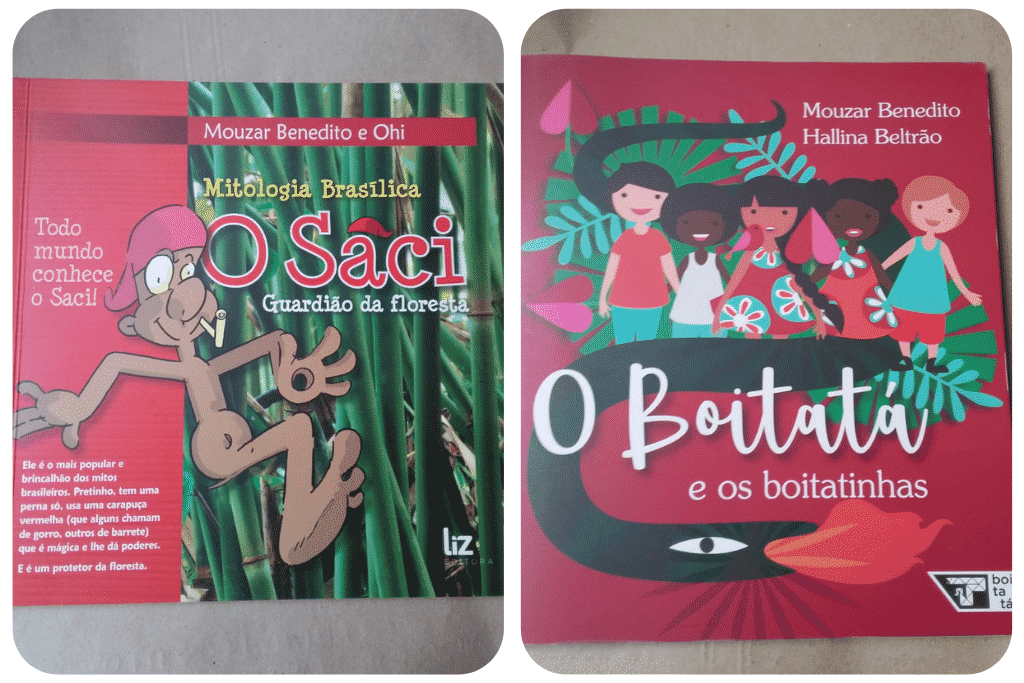 Mouzar Benedito e Ohi
Mitologia Brasílica
O Saci
Guardião da floresta
Todo
mundo
conhece
o Saci!
Ele é o mais popular e
brincalhão dos mitos
brasileiros. Pretinho, tem uma
perna só, usa uma carapuça
vermelha (que alguns chamam
de gorro, outros de barrete)
que é mágica e lhe dá poderes.
E é um protetor da floresta.
liz
EDITORA
Mouzar Benedito
Hallina Beltrão
O Boitatá
e os boitatinhas
boi
ta
tá